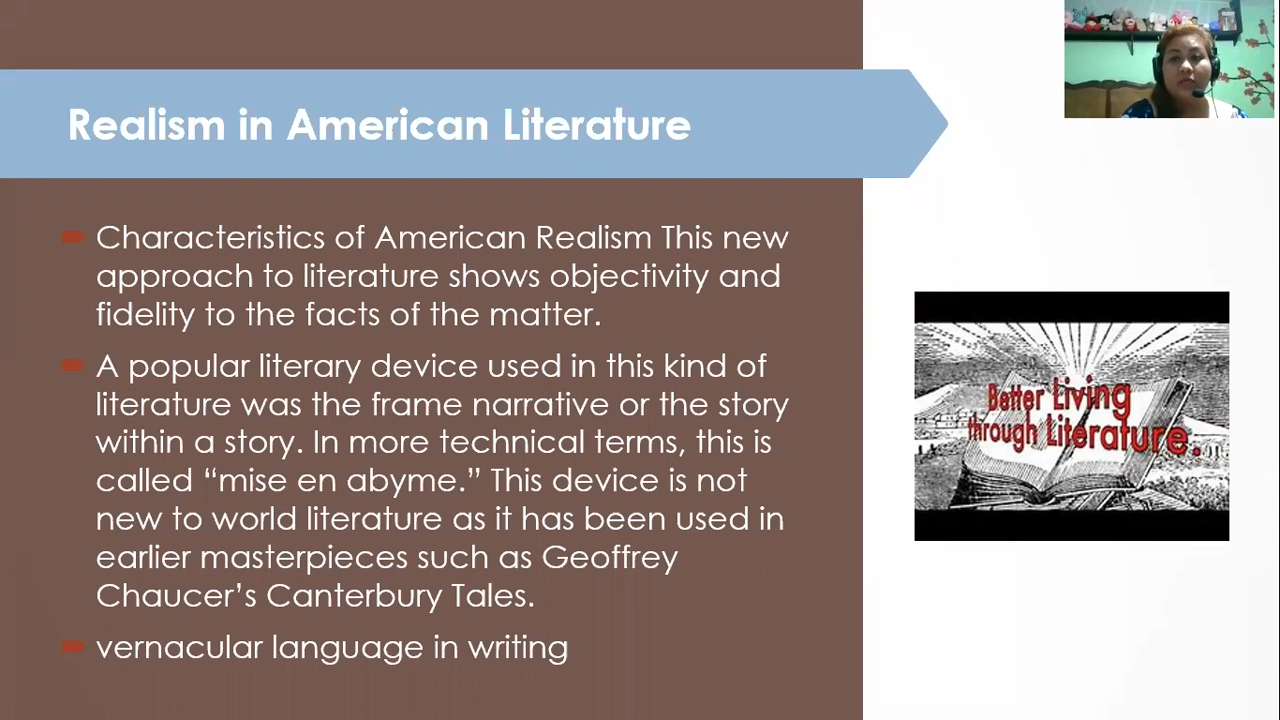 Realism in American Literature
Characteristics of American Realism This new
approach to literature shows objectivity and
fidelity to the facts of the matter.
A popular literary device used in this kind of
literature was the frame narrative or the story
within a story. In more technical terms, this is
called “mise en abyme.” This device is not
new to world literature as it has been used in
earlier masterpieces such as Geoffrey
Chaucer’s Canterbury Tales.
vernacular language in writing
Better Living
through Literature.